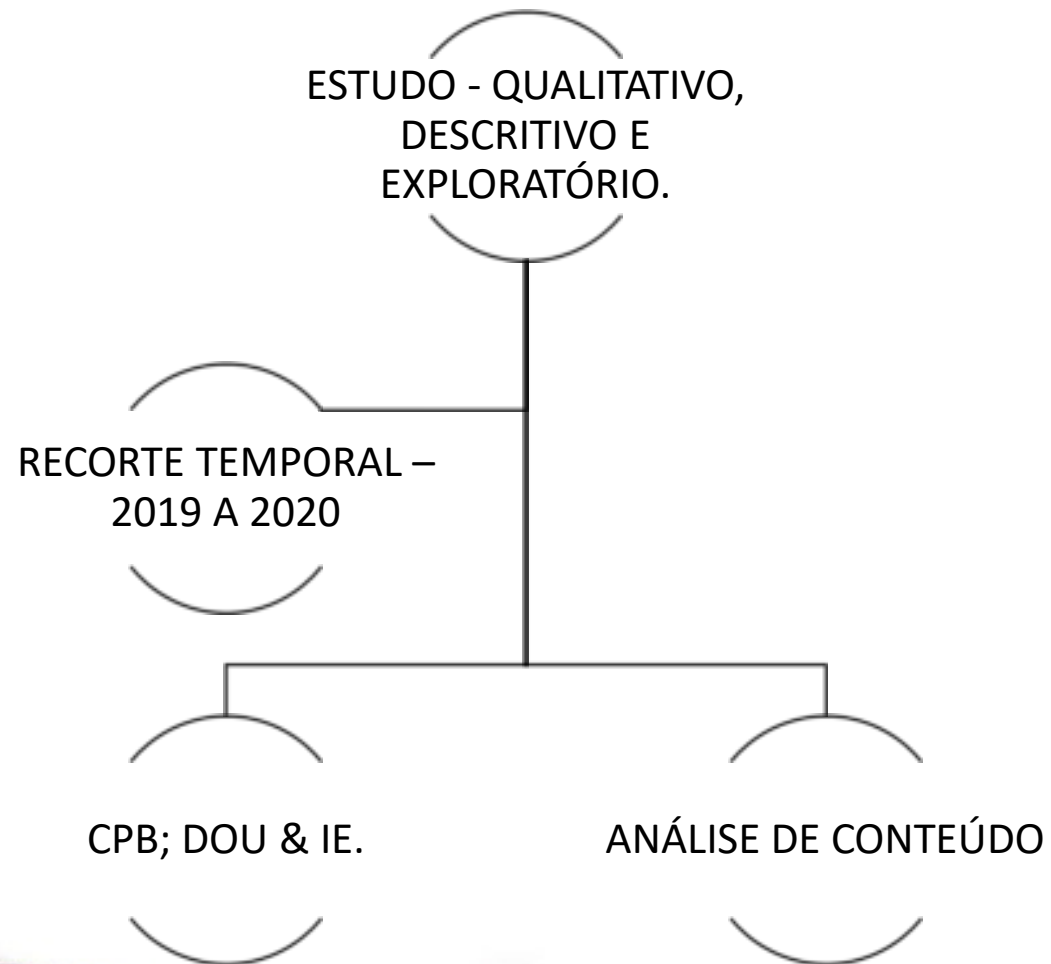 ESTUDO - QUALITATIVO,
DESCRITIVO E
EXPLORATÓRIO.
RECORTE TEMPORAL –
2019 A 2020
CPB; DOU & IE.
ANÁLISE DE CONTEÚDO